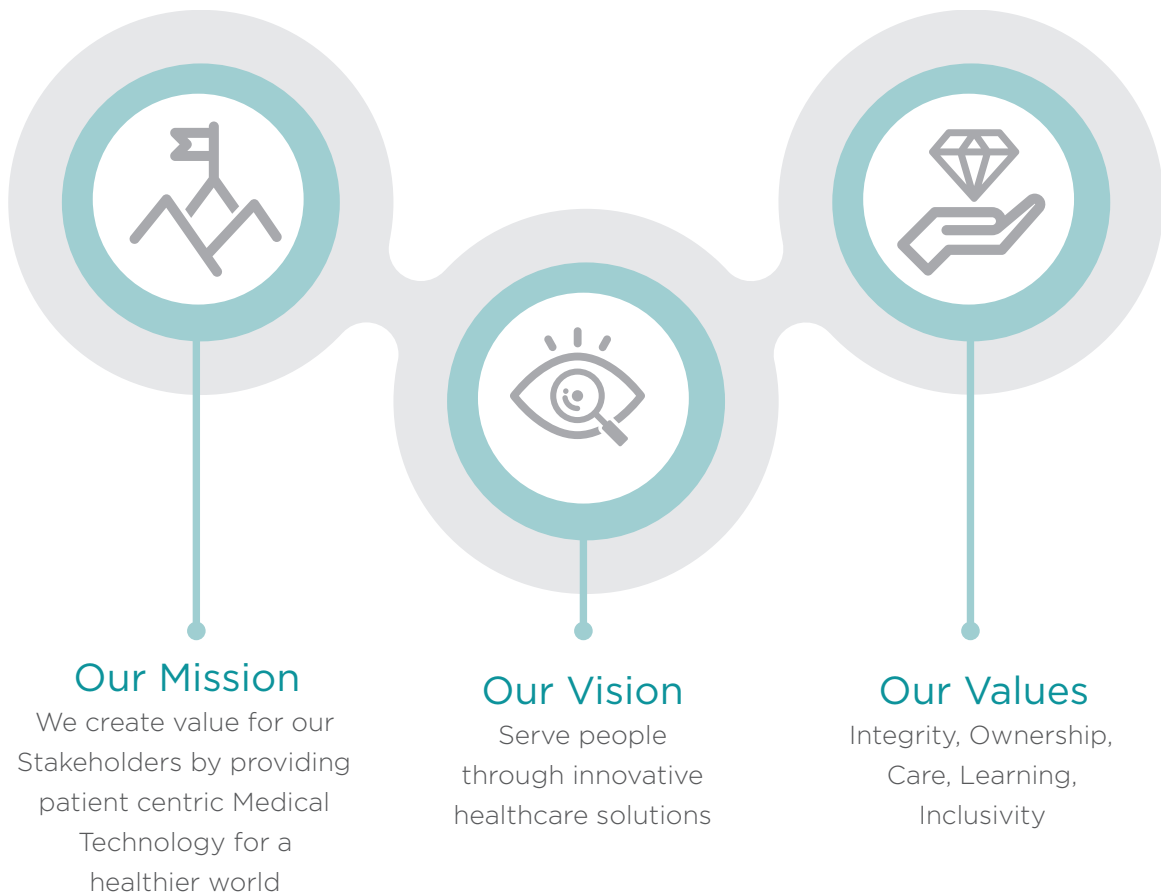 Our Mission
We create value for our
Stakeholders by providing
patient centric Medical
Technology for a
healthier world
Our Vision
Serve people
through innovative
healthcare solutions
Our Values
Integrity, Ownership,
Care, Learning,
Inclusivity